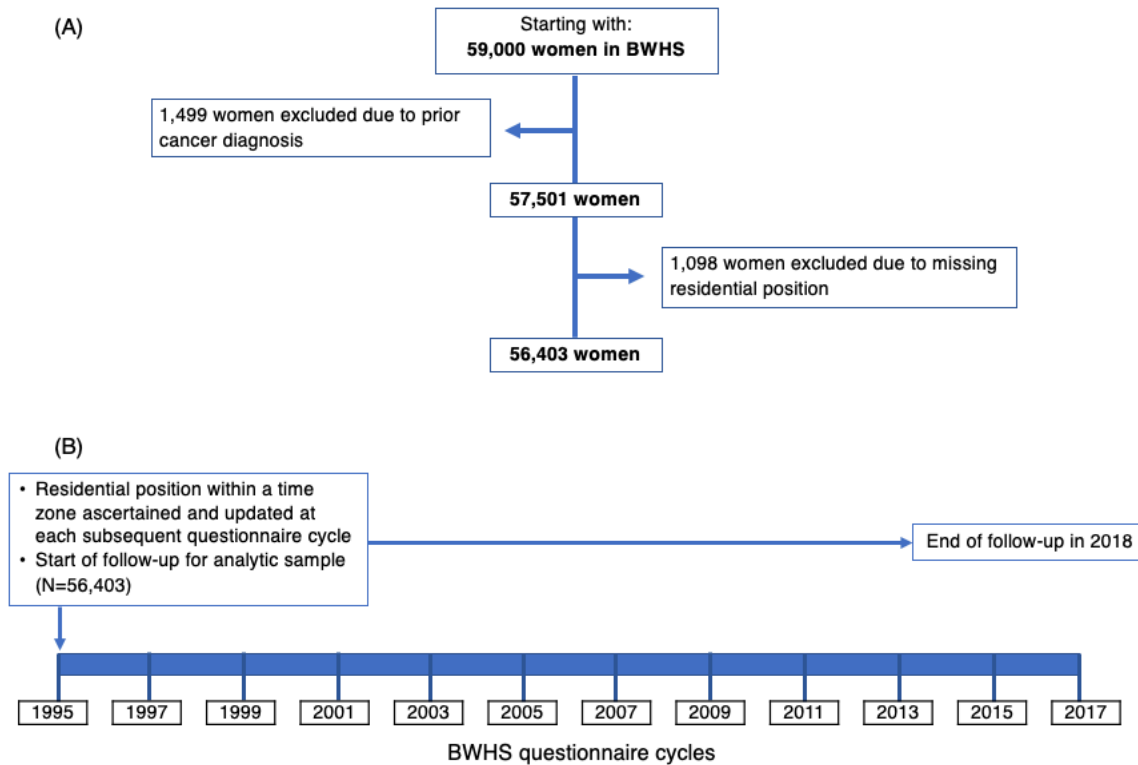 (A)
Starting with:
59,000 women in BWHS
1,499 women excluded due to prior
cancer diagnosis
57,501 women
1,098 women excluded due to missing
residential position
56,403 women
(B)
• Residential position within a time
zone ascertained and updated at
each subsequent questionnaire cycle
• Start of follow-up for analytic sample
(N=56,403)
End of follow-up in 2018
1995 1997 1999 2001 2003 2005 2007 2009 2011 2013 2015 2017
BWHS questionnaire cycles